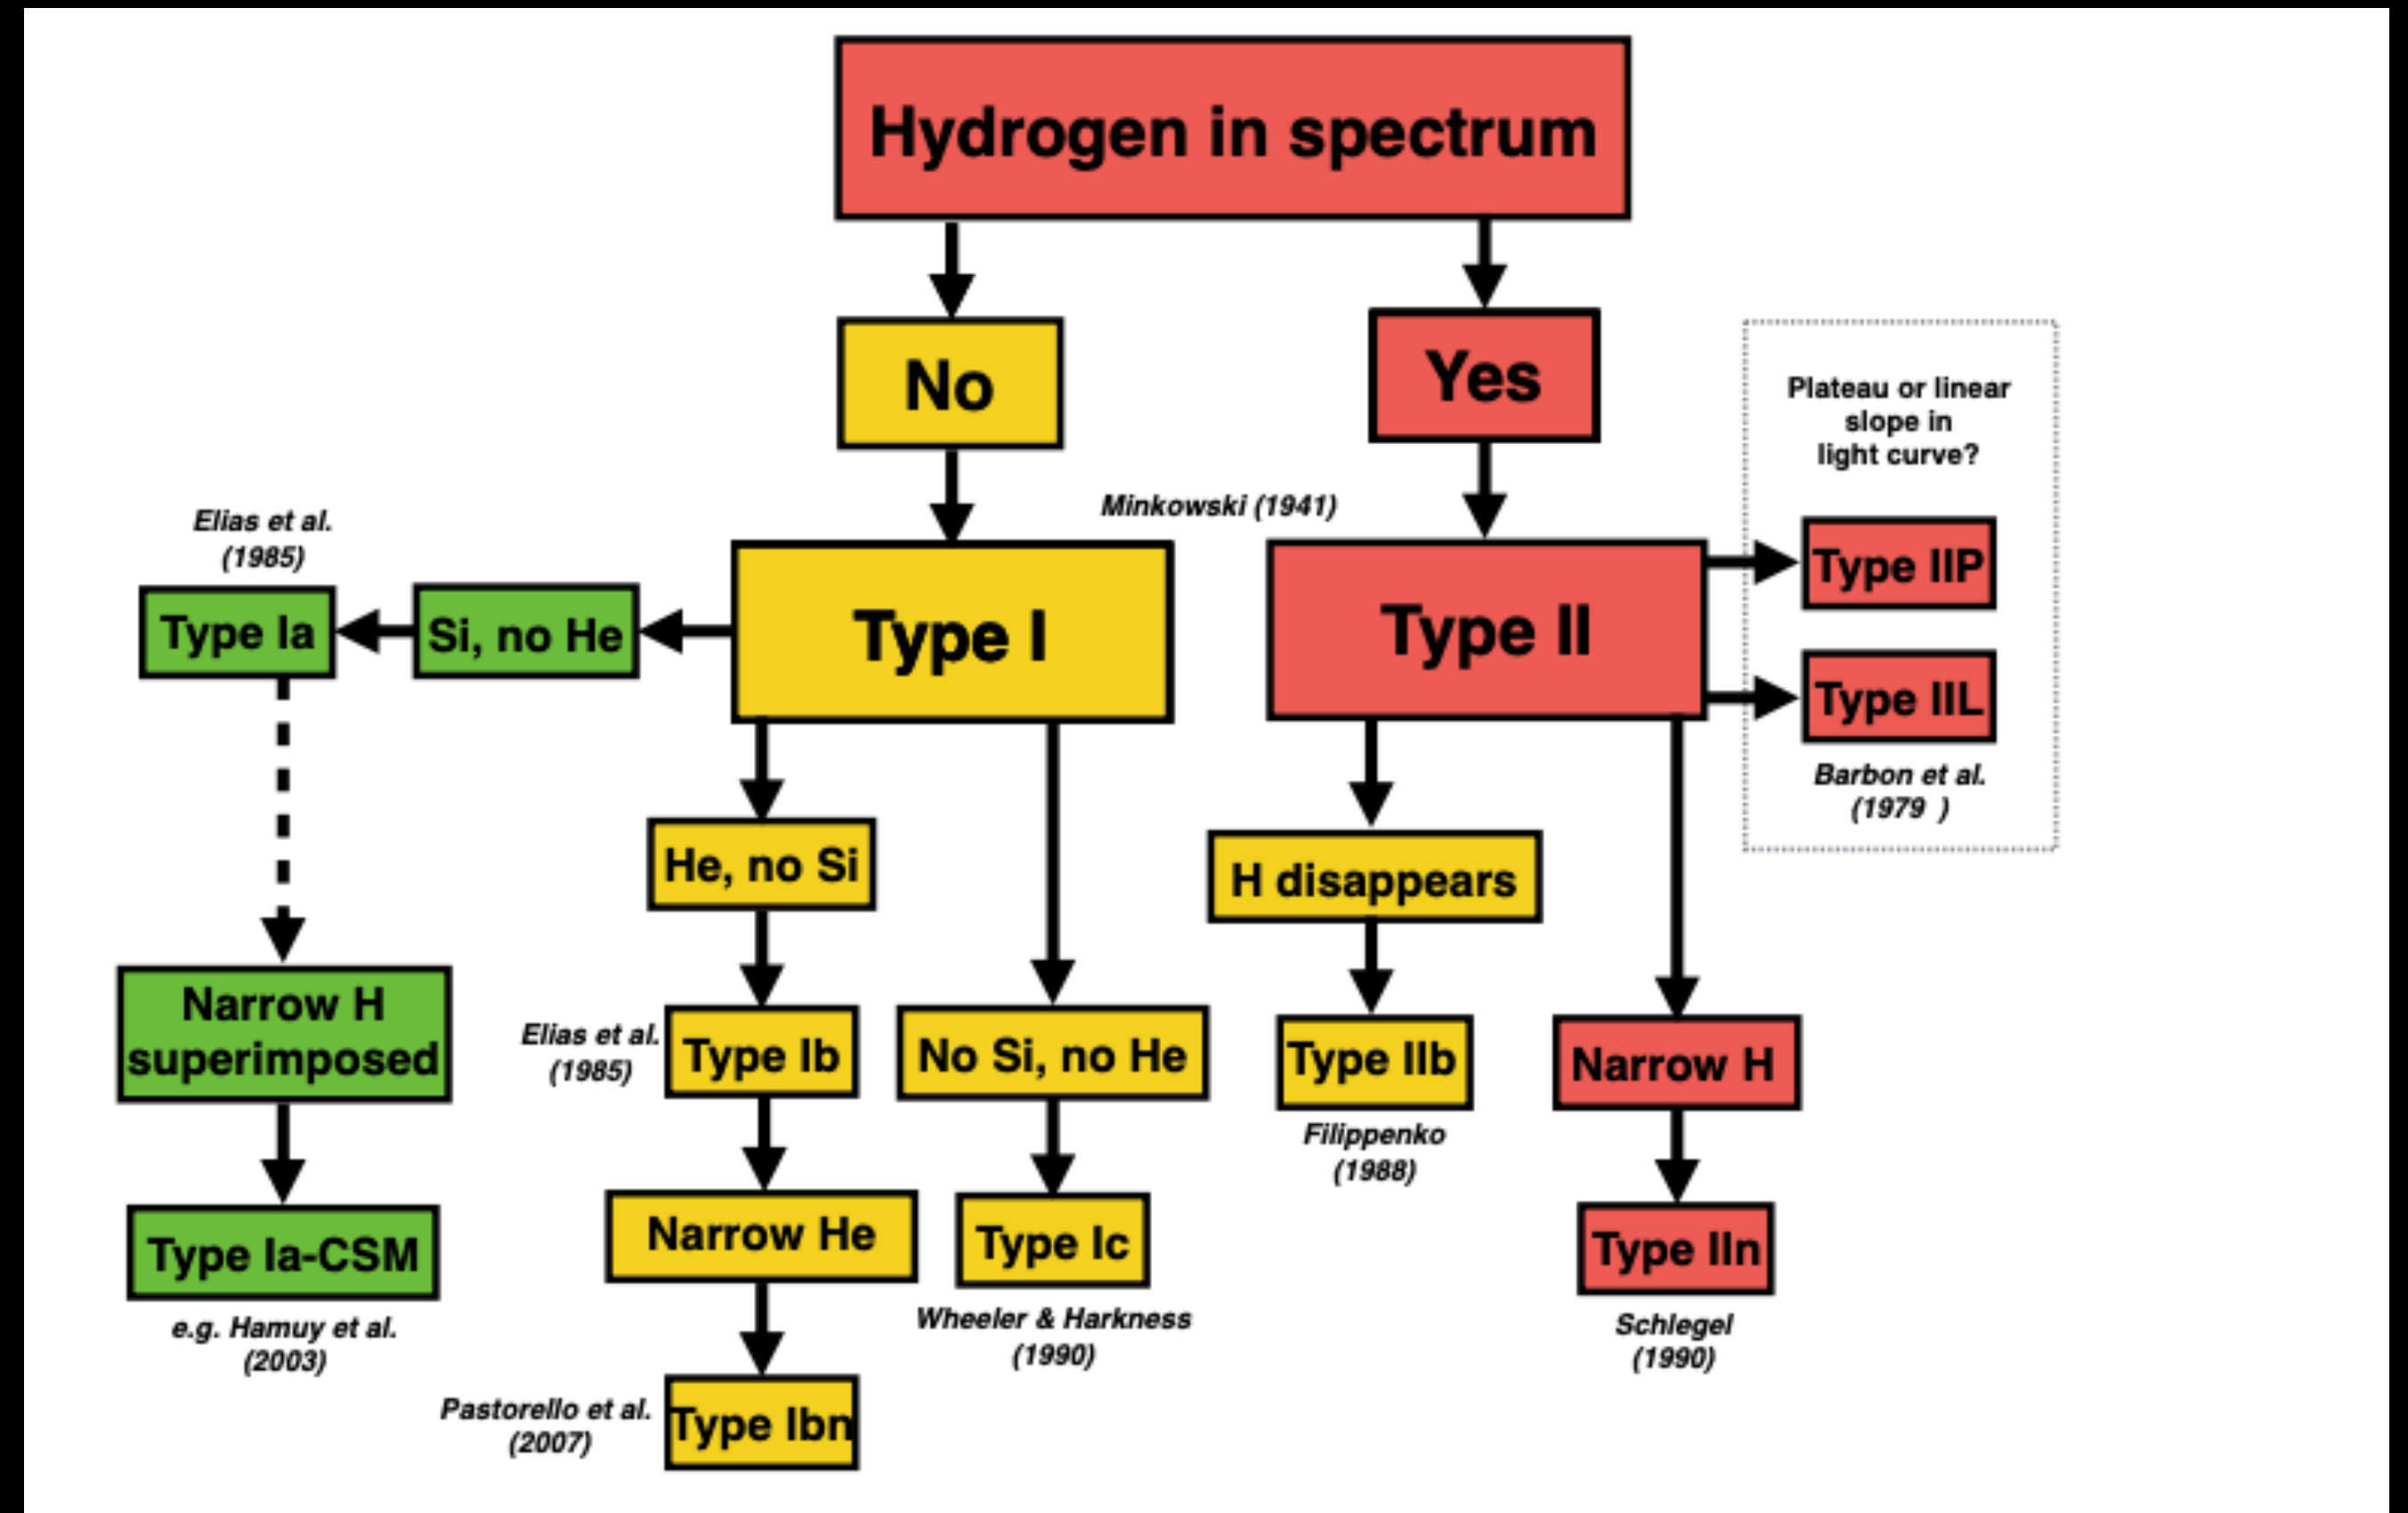 Hydrogen in spectrum
No
Yes
Plateau or linear
slope in
light curve?
Minkowski (1941)
Elias et al.
(1985)
Type Ia
Si, no He
Type I
Type II
Type IIP
Type IIL
Barbon et al.
(1979 )
He, no Si
H disappears
Narrow H
superimposed
Elias et al.
(1985)
Type Ib
No Si, no He
Type IIb
Narrow H
Filippenko
(1988)
Type Ia-CSM
Narrow He
Type Ic
Type IIn
e.g. Hamuy et al.
(2003)
Wheeler & Harkness
(1990)
Schlegel
(1990)
Pastorello et al.
(2007)
Type Ibn